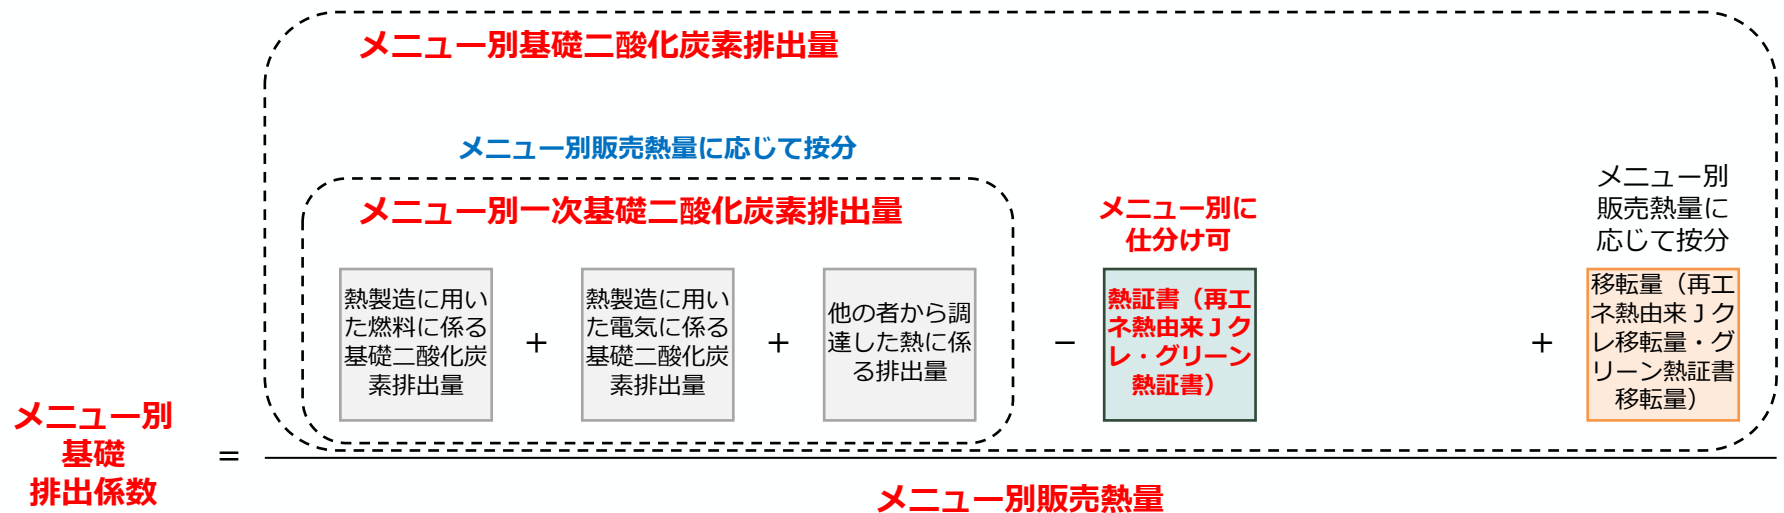 メニュー別基礎二酸化炭素排出量
メニュー別販売熱量に応じて按分
メニュー別一次基礎二酸化炭素排出量
熱製造に用い
た燃料に係る
基礎二酸化炭
素排出量
+
熱製造に用い
た電気に係る
基礎二酸化炭
素排出量
+
他の者から調
達した熱に係
る排出量
−
メニュー別に
仕分け可
熱証書（再エ
ネ熱由来Ｊク
レ・グリーン
熱証書）
+
メニュー別
販売熱量に
応じて按分
移転量（再エ
ネ熱由来Ｊク
レ移転量・グ
リーン熱証書
移転量）
メニュー別
基礎
排出係数
=
メニュー別販売熱量